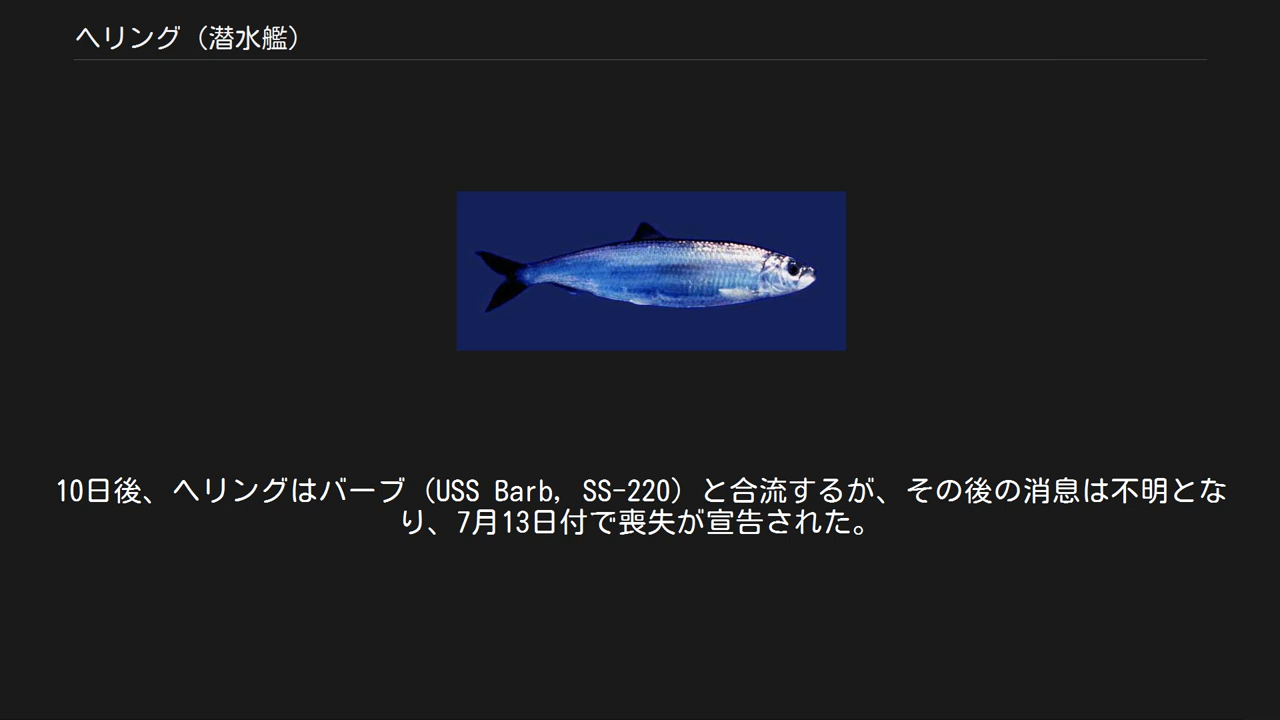 ヘリング（潜水艦）
10日後、ヘリングはバーブ（USS Barb, SS-220）と合流するが、その後の消息は不明とな
り、7月13日付で喪失が宣告された。